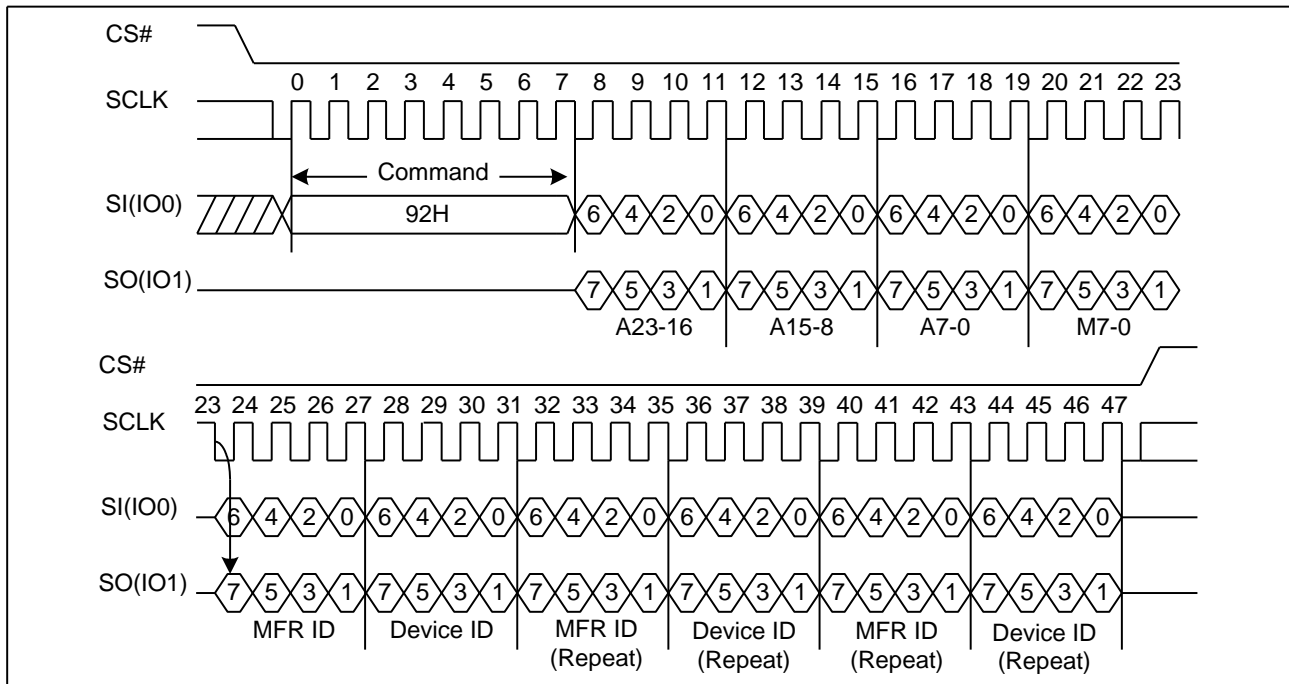 CS#
0 1 2 3 4 5 6 7 8 9 10 11 12 13 14 15 16 17 18 19 20 21 22 23
SCLK
Command
SI(IO0)
92H
6 4 2 0 6 4 2 0 6 4 2 0 6 4 2 0
SO(IO1)
7 5 3 1 7 5 3 1 7 5 3 1 7 5 3 1
A23-16 A15-8 A7-0 M7-0
CS#
23 24 25 26 27 28 29 30 31 32 33 34 35 36 37 38 39 40 41 42 43 44 45 46 47
SCLK
SI(IO0)
6 4 2 0 6 4 2 0 6 4 2 0 6 4 2 0 6 4 2 0 6 4 2 0
SO(IO1)
7 5 3 1 7 5 3 1 7 5 3 1 7 5 3 1 7 5 3 1 7 5 3 1
MFR ID Device ID MFR ID Device ID MFR ID Device ID
(Repeat) (Repeat) (Repeat) (Repeat)